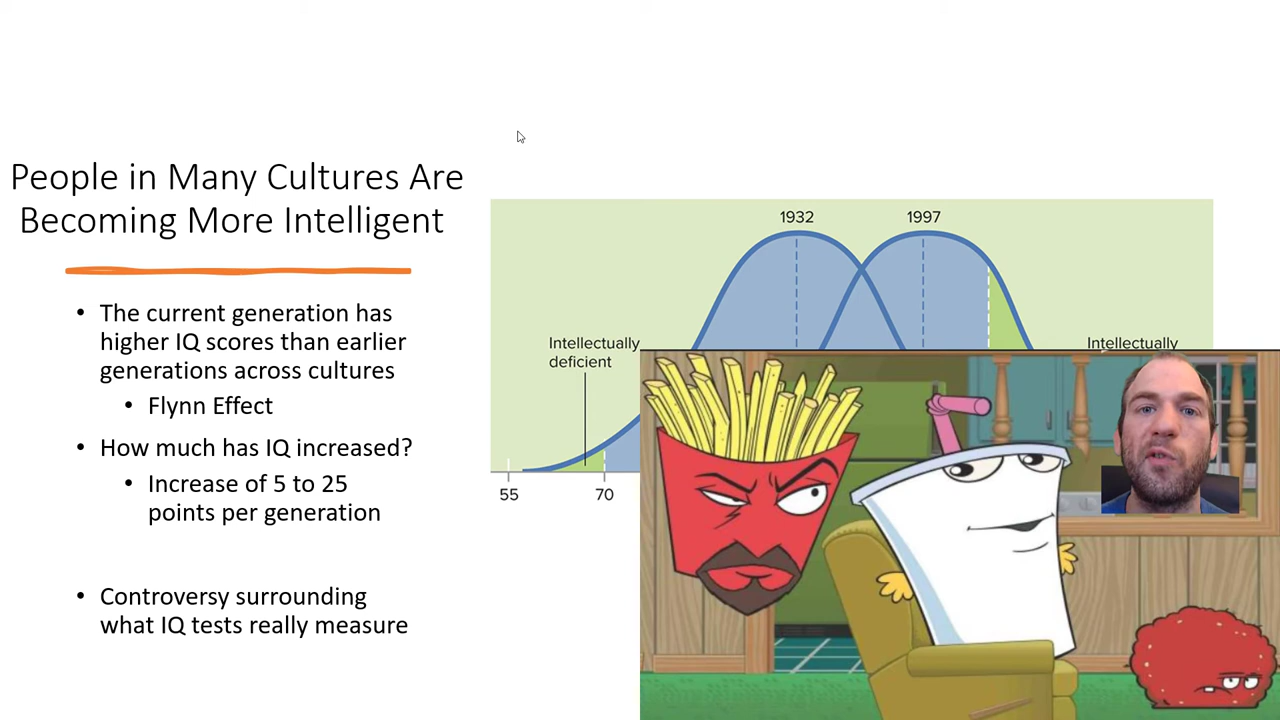 People in Many Cultures Are
Becoming More Intelligent
• The current generation has
higher IQ scores than earlier
generations across cultures
• Flynn Effect
• How much has IQ increased?
• Increase of 5 to 25
points per generation
• Controversy surrounding
what IQ tests really measure
1932
1997
Intellectually
deficient
Intellectually
55
70